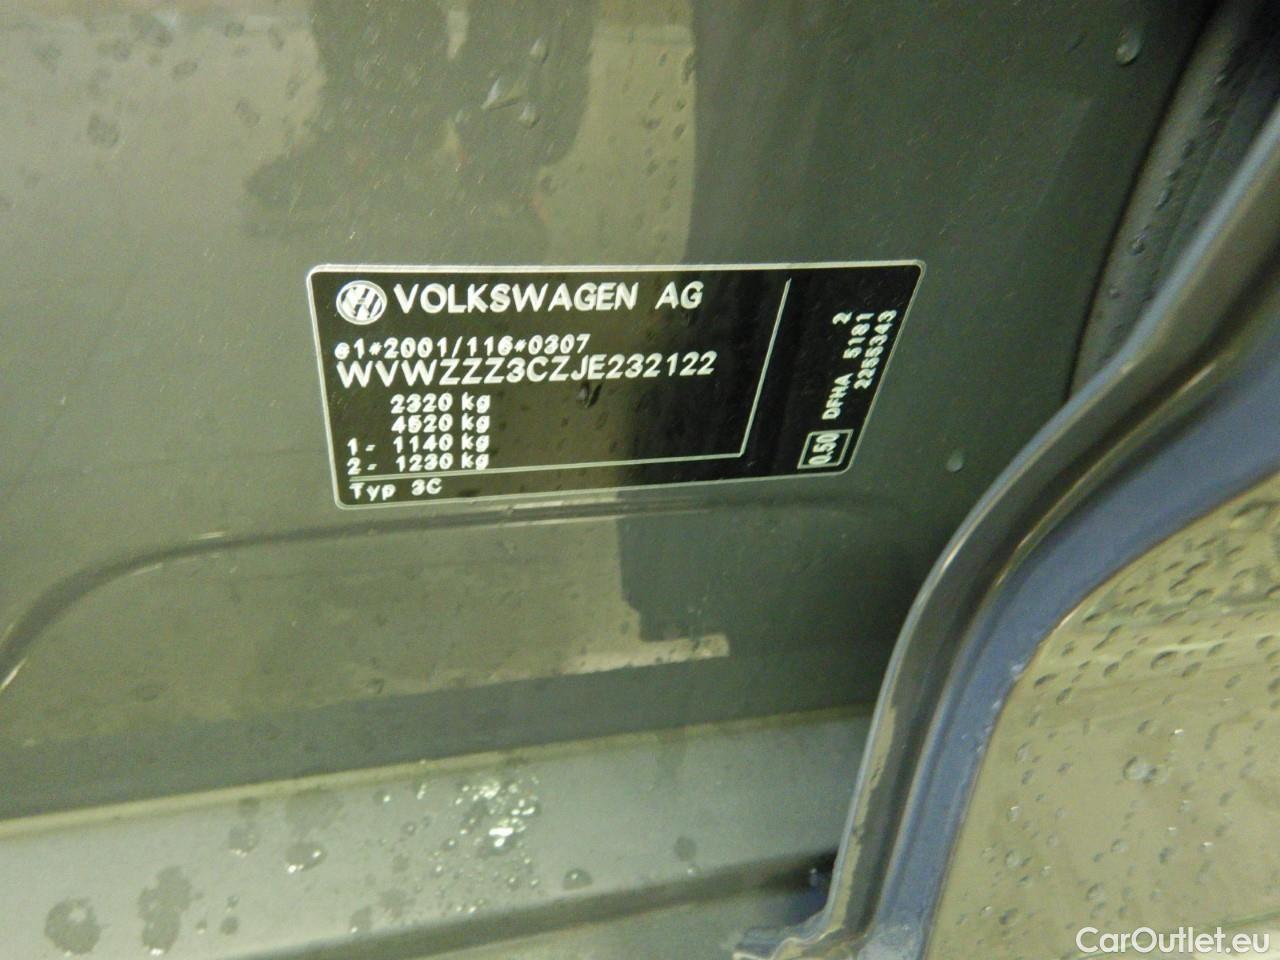 VOLKSWAGEN AG
e1*2001/116*0307
WVWZZZ3CZJE232122
2320 kg
4520 kg
1- 1140 kg
2- 1230 kg
Typ 3C
2
DFHA 5181
2255343
0.50
CarOutlet.eu